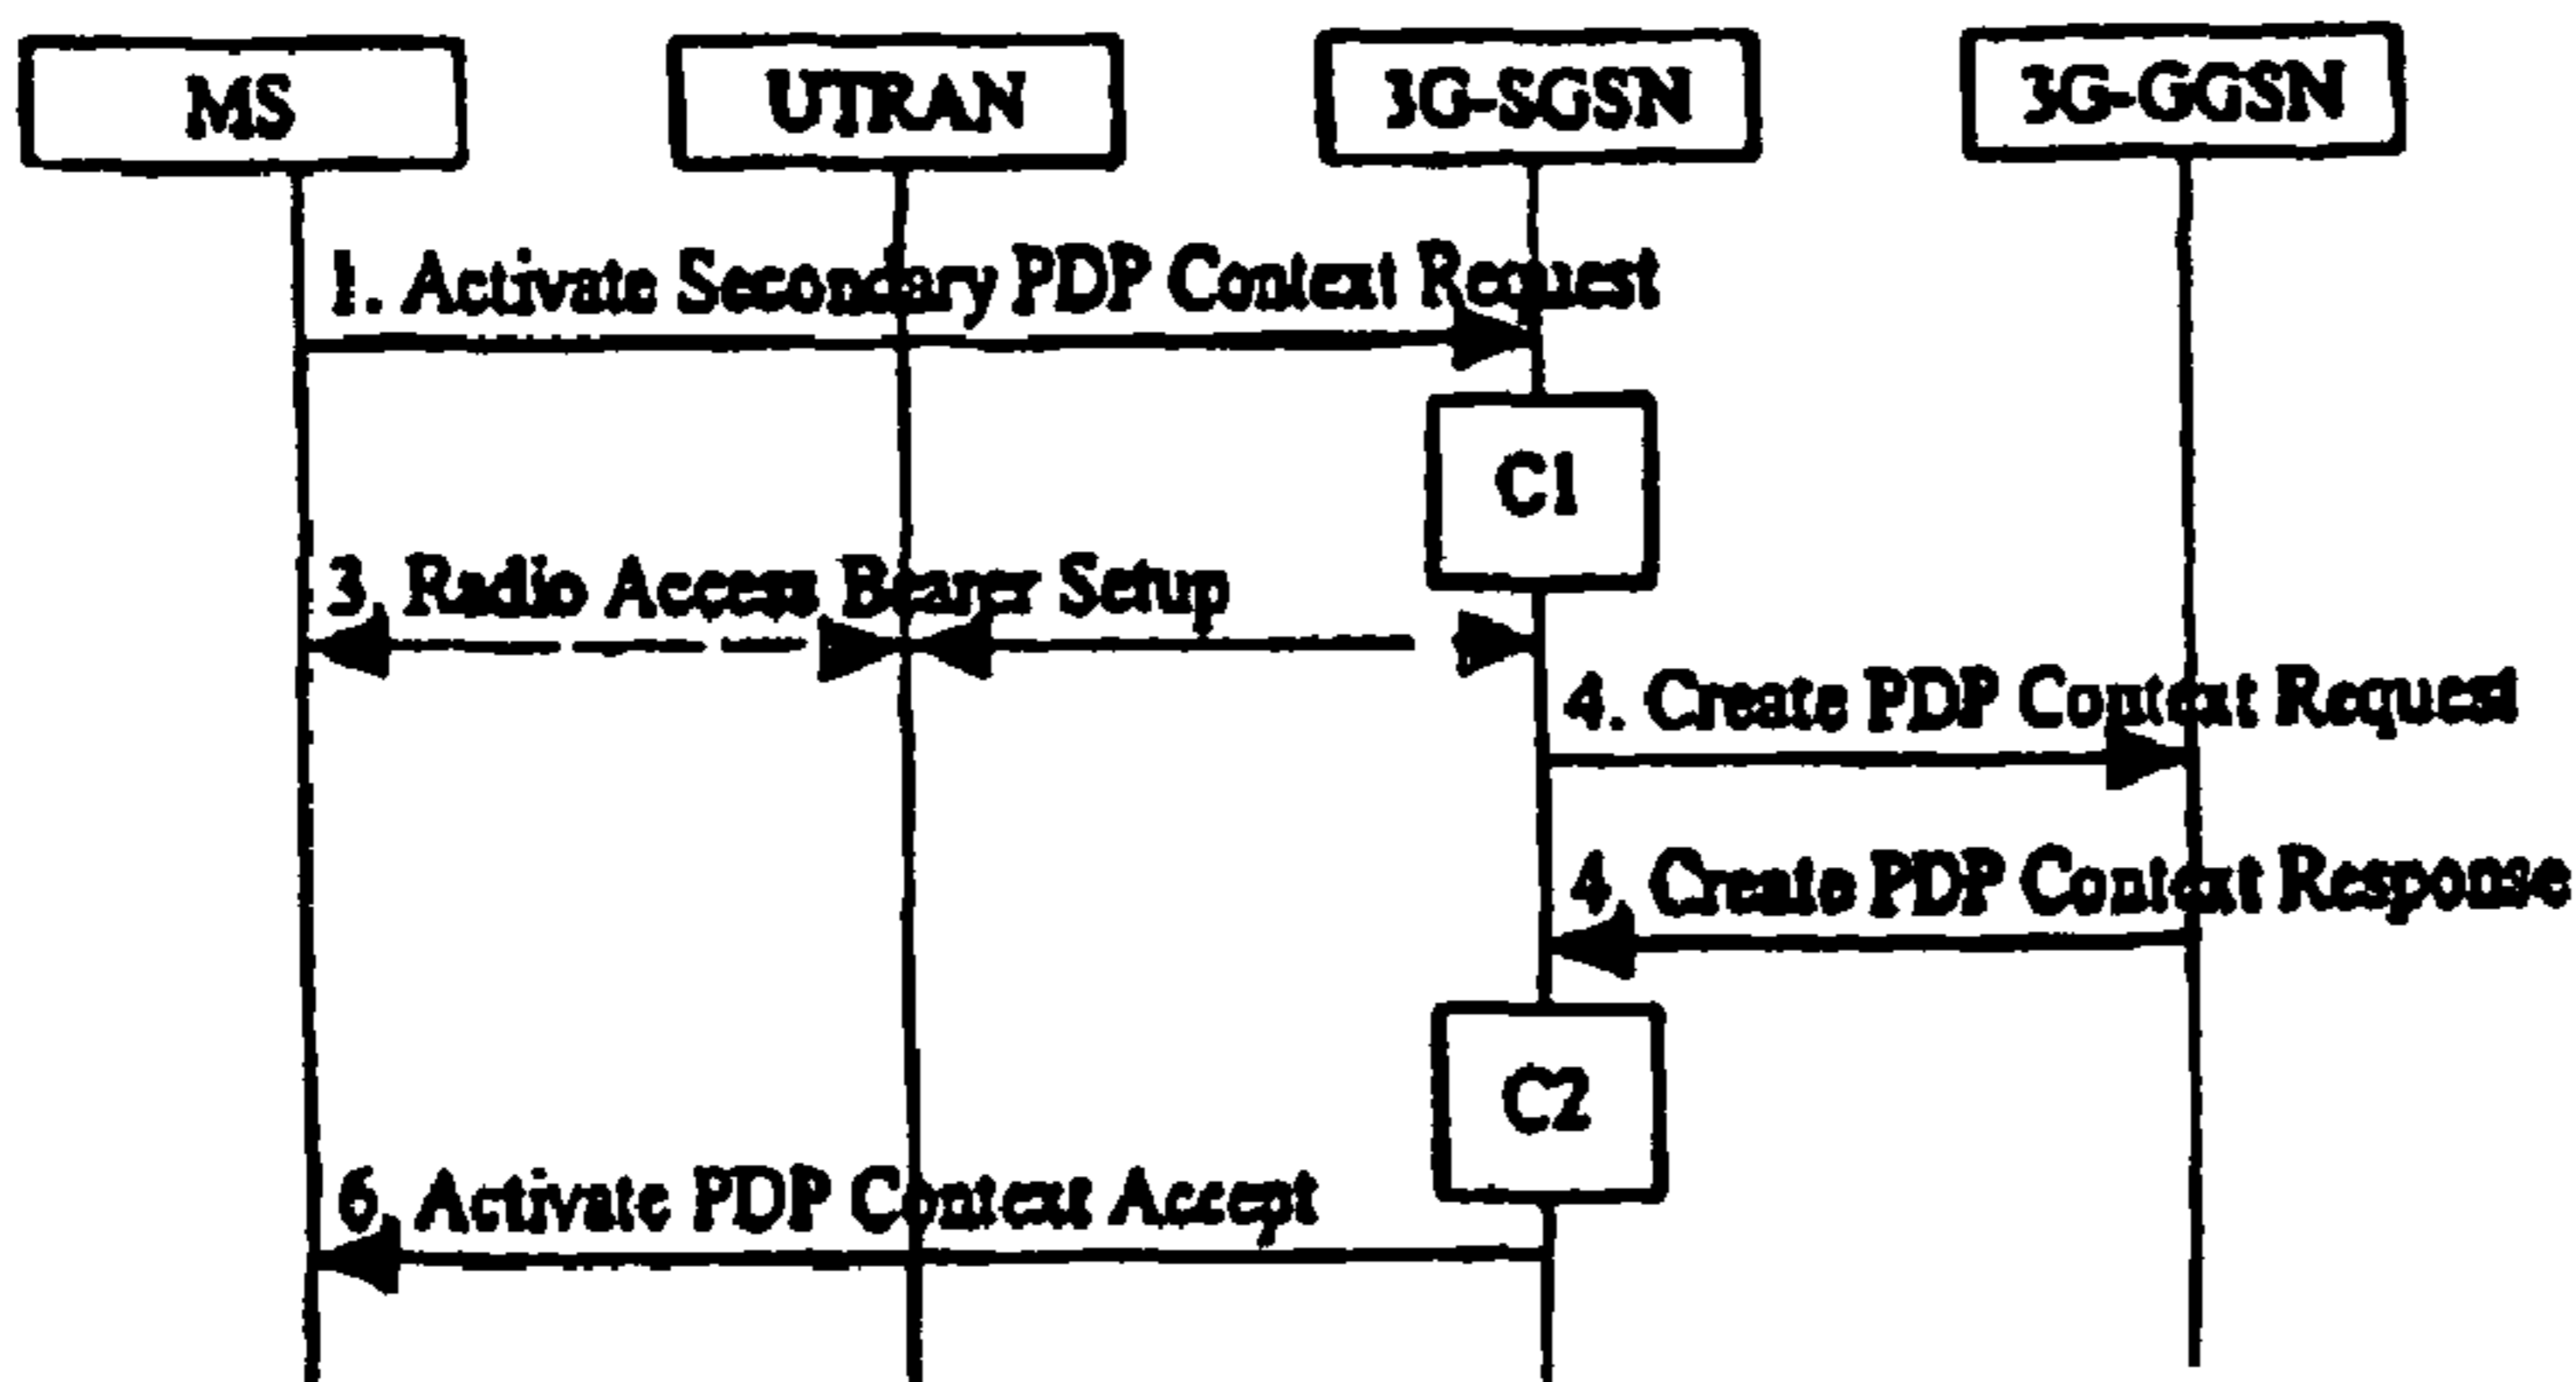 MS
UTRAN
3G-SGSN
3G-GGSN
1. Activate Secondary PDP Context Request
C1
3. Radio Access Bearer Setup
4. Create PDP Context Request
4. Create PDP Context Response
C2
6. Activate PDP Context Accept